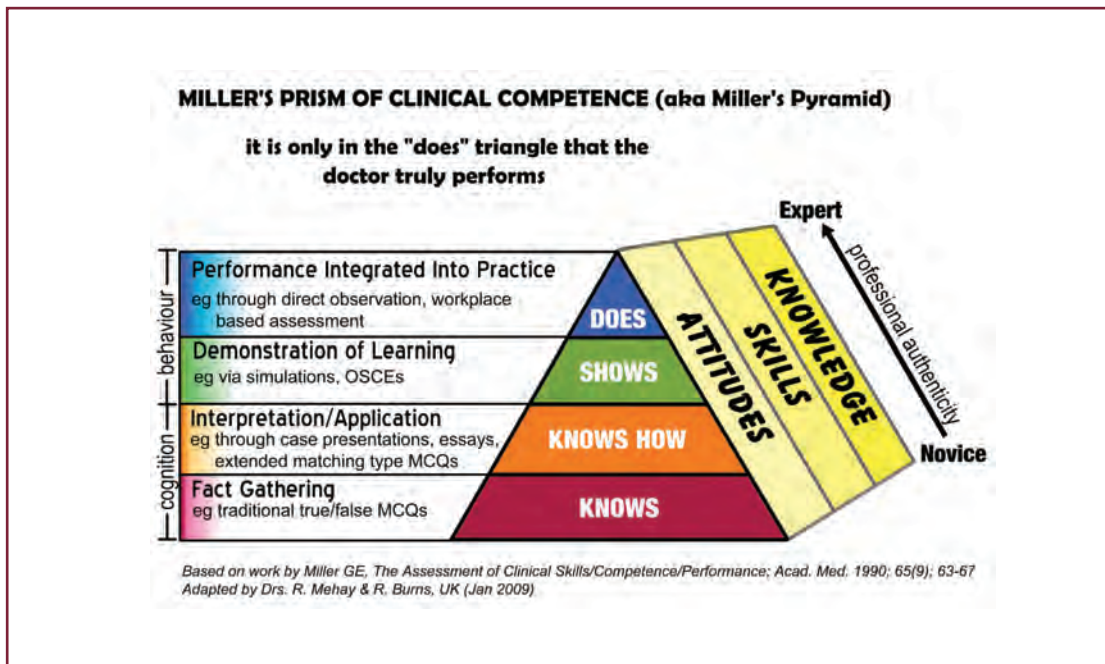 MILLER'S PRISM OF CLINICAL COMPETENCE (aka Miller's Pyramid)
it is only in the "does" triangle that the
doctor truly performs
behaviour
cognition
Performance Integrated Into Practice
eg through direct observation, workplace
based assessment
Demonstration of Learning
eg via simulations, OSCEs
Interpretation/Application
eg through case presentations, essays,
extended matching type MCQs
Fact Gathering
eg traditional true/false MCQs
DOES
SHOWS
KNOWS HOW
KNOWS
ATTITUDES
SKILLS
KNOWLEDGE
Expert
professional authenticity
Novice
Based on work by Miller GE, The Assessment of Clinical Skills/Competence/Performance; Acad. Med. 1990; 65(9); 63-67
Adapted by Drs. R. Mehay & R. Burns, UK (Jan 2009)